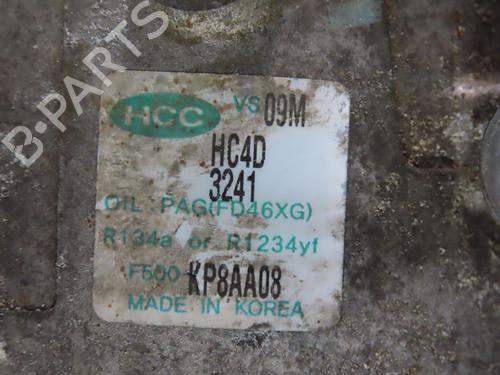 B-PARTS
HCC VS 09M
HC4D
3241
OIL : PAG(FD46XG)
R134a or R1234yf
F500-KP8AA08
MADE IN KOREA